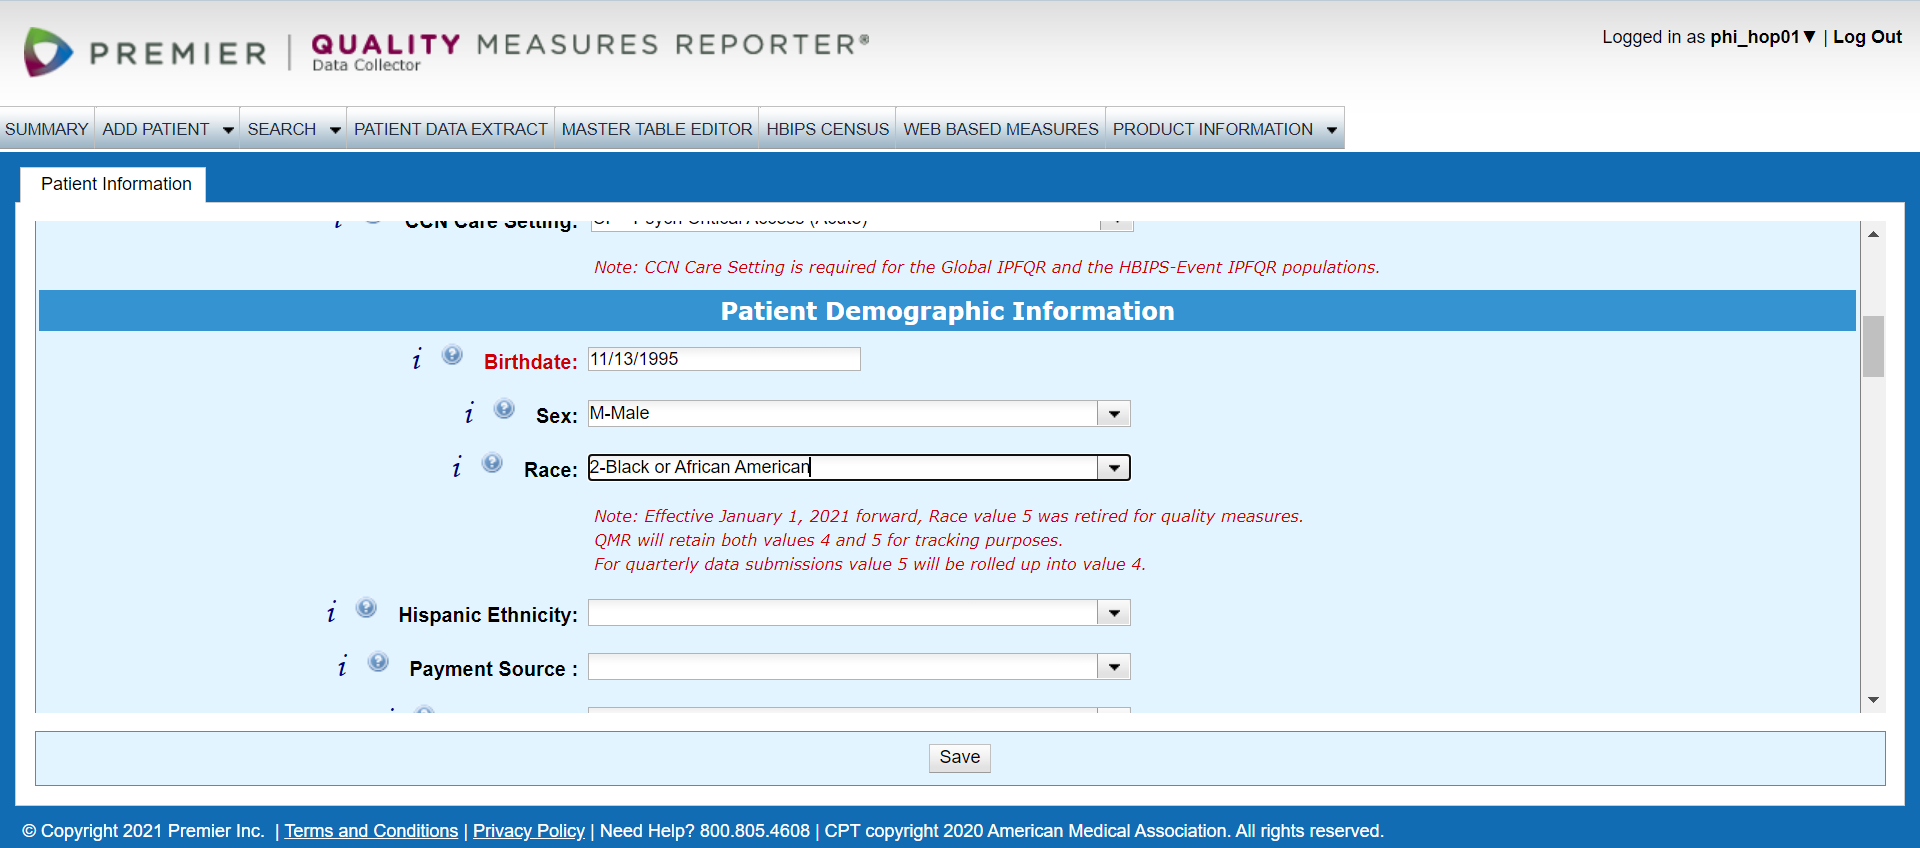 PREMIER | QUALITY MEASURES REPORTER®
Data Collector
Logged in as phi_hop01▼ | Log Out
SUMMARY ADD PATIENT SEARCH PATIENT DATA EXTRACT MASTER TABLE EDITOR HBIPS CENSUS WEB BASED MEASURES PRODUCT INFORMATION
Patient Information
i ? CCN Care Setting: Psych Critical Access (Acute)
Note: CCN Care Setting is required for the Global IPFQR and the HBIPS-Event IPFQR populations.
Patient Demographic Information
i ? Birthdate: 11/13/1995
i ? Sex: M-Male
i ? Race: 2-Black or African American
Note: Effective January 1, 2021 forward, Race value 5 was retired for quality measures.
QMR will retain both values 4 and 5 for tracking purposes.
For quarterly data submissions value 5 will be rolled up into value 4.
i ? Hispanic Ethnicity:
i ? Payment Source :
Save
© Copyright 2021 Premier Inc. | Terms and Conditions | Privacy Policy | Need Help? 800.805.4608 | CPT copyright 2020 American Medical Association. All rights reserved.